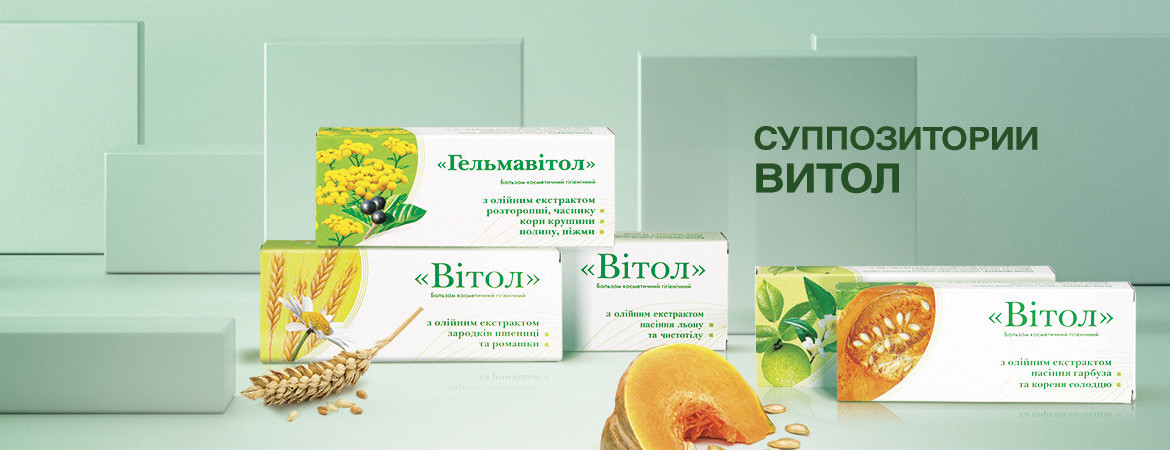 СУППОЗИТОРИИ
ВИТОЛ
«Гельмавітол»
Бальзам косметичний гігієнічний
з олійним екстрактом
розторопші, часнику
кори крушини
полину, піжми
«Вітол»
Бальзам косметичний гігієнічний
з олійним екстрактом
зародків пшениці
та ромашки
«Вітол»
Бальзам косметичний гігієнічний
з олійним екстрактом
насіння льону
та чистотілу
«Вітол»
Бальзам косметичний гігієнічний
з олійним екстрактом
насіння гарбуза
та кореня солодцю